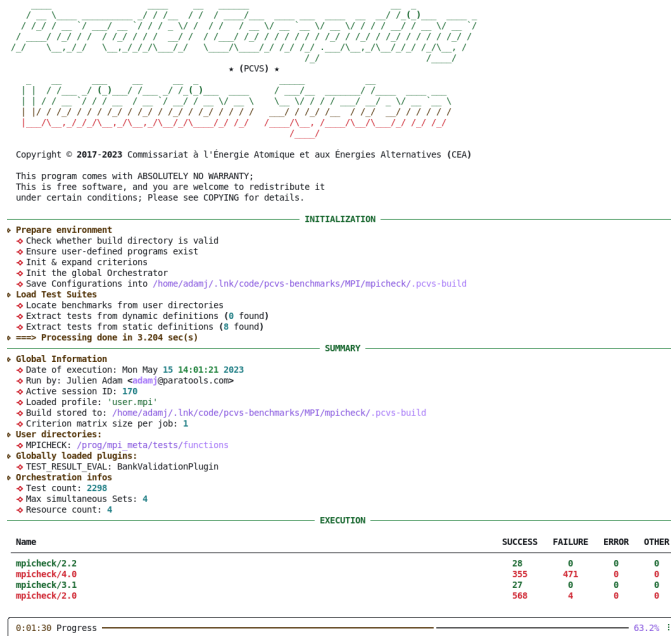 ★ (PCVS) ★
Copyright © 2017-2023 Commissariat à l'Énergie Atomique et aux Énergies Alternatives (CEA)
This program comes with ABSOLUTELY NO WARRANTY;
This is free software, and you are welcome to redistribute it
under certain conditions; Please see COPYING for details.
INITIALIZATION
Prepare environment
Check whether build directory is valid
Ensure user-defined programs exist
Init & expand criterions
Init the global Orchestrator
Save Configurations into /home/adamj/.lnk/code/pcvs-benchmarks/MPI/mpicheck/.pcvs-build
Load Test Suites
Locate benchmarks from user directories
Extract tests from dynamic definitions (0 found)
Extract tests from static definitions (8 found)
===> Processing done in 3.204 sec(s)
SUMMARY
Global Information
Date of execution: Mon May 15 14:01:21 2023
Run by: Julien Adam <adamj@paratools.com>
Active session ID: 170
Loaded profile: 'user.mpi'
Build stored to: /home/adamj/.lnk/code/pcvs-benchmarks/MPI/mpicheck/.pcvs-build
Criterion matrix size per job: 1
User directories:
MPICHECK: /prog/mpi_meta/tests/functions
Globally loaded plugins:
TEST_RESULT_EVAL: BankValidationPlugin
Orchestration infos
Test count: 2298
Max simultaneous Sets: 4
Resource count: 4
EXECUTION
Name SUCCESS FAILURE ERROR OTHER
mpicheck/2.2 28 0 0 0
mpicheck/4.0 355 471 0 0
mpicheck/3.1 27 0 0 0
mpicheck/2.0 568 4 0 0
0:01:30 Progress 63.2%